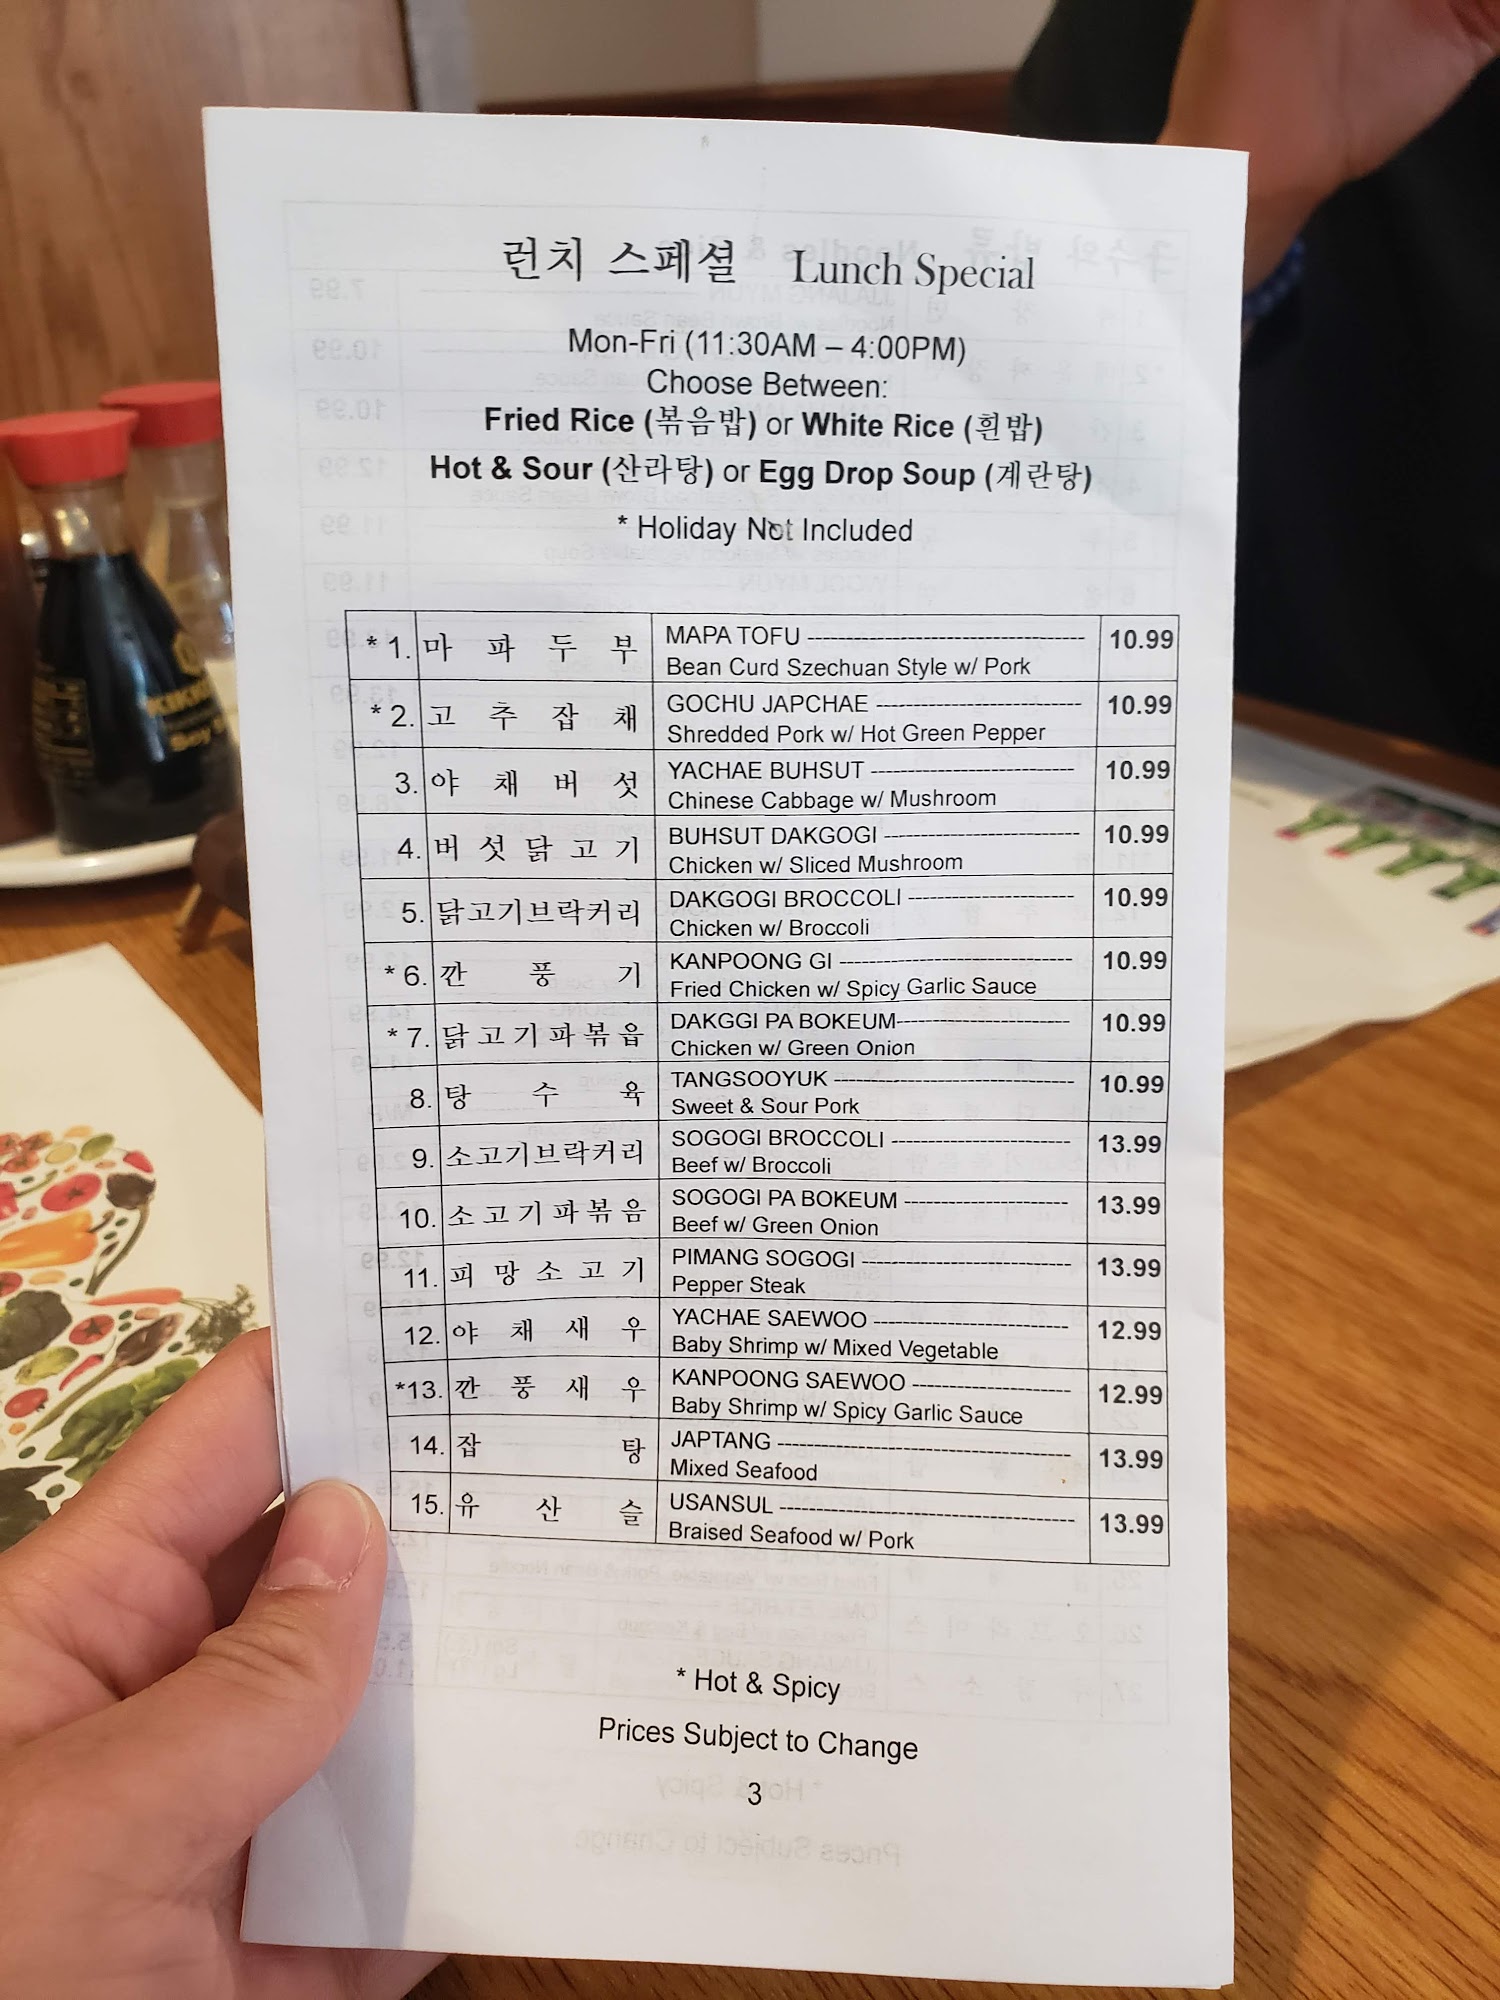 런치 스페셜 Lunch Special
Mon-Fri (11:30AM – 4:00PM)
Choose Between:
Fried Rice (볶음밥) or White Rice (흰밥)
Hot & Sour (산라탕) or Egg Drop Soup (계란탕)
* Holiday Not Included
* 1. 마 파 두 부 MAPA TOFU 10.99
Bean Curd Szechuan Style w/ Pork
* 2. 고 추 잡 채 GOCHU JAPCHAE 10.99
Shredded Pork w/ Hot Green Pepper
3. 야 채 버 섯 YACHAE BUHSUT 10.99
Chinese Cabbage w/ Mushroom
4. 버 섯 닭 고 기 BUHSUT DAKGOGI 10.99
Chicken w/ Sliced Mushroom
5. 닭고기브락커리 DAKGOGI BROCCOLI 10.99
Chicken w/ Broccoli
* 6. 깐 풍 기 KANPOONG GI 10.99
Fried Chicken w/ Spicy Garlic Sauce
* 7. 닭고기파볶음 DAKGGI PA BOKEUM 10.99
Chicken w/ Green Onion
8. 탕 수 육 TANGSOOYUK 10.99
Sweet & Sour Pork
9. 소고기브락커리 SOGOGI BROCCOLI 13.99
Beef w/ Broccoli
10. 소고기파볶음 SOGOGI PA BOKEUM 13.99
Beef w/ Green Onion
11. 피 망 소 고 기 PIMANG SOGOGI 13.99
Pepper Steak
12. 야 채 새 우 YACHAE SAEWOO 12.99
Baby Shrimp w/ Mixed Vegetable
*13. 깐 풍 새 우 KANPOONG SAEWOO 12.99
Baby Shrimp w/ Spicy Garlic Sauce
14. 잡 탕 JAPTANG 13.99
Mixed Seafood
15. 유 산 슬 USANSUL 13.99
Braised Seafood w/ Pork
* Hot & Spicy
Prices Subject to Change
3